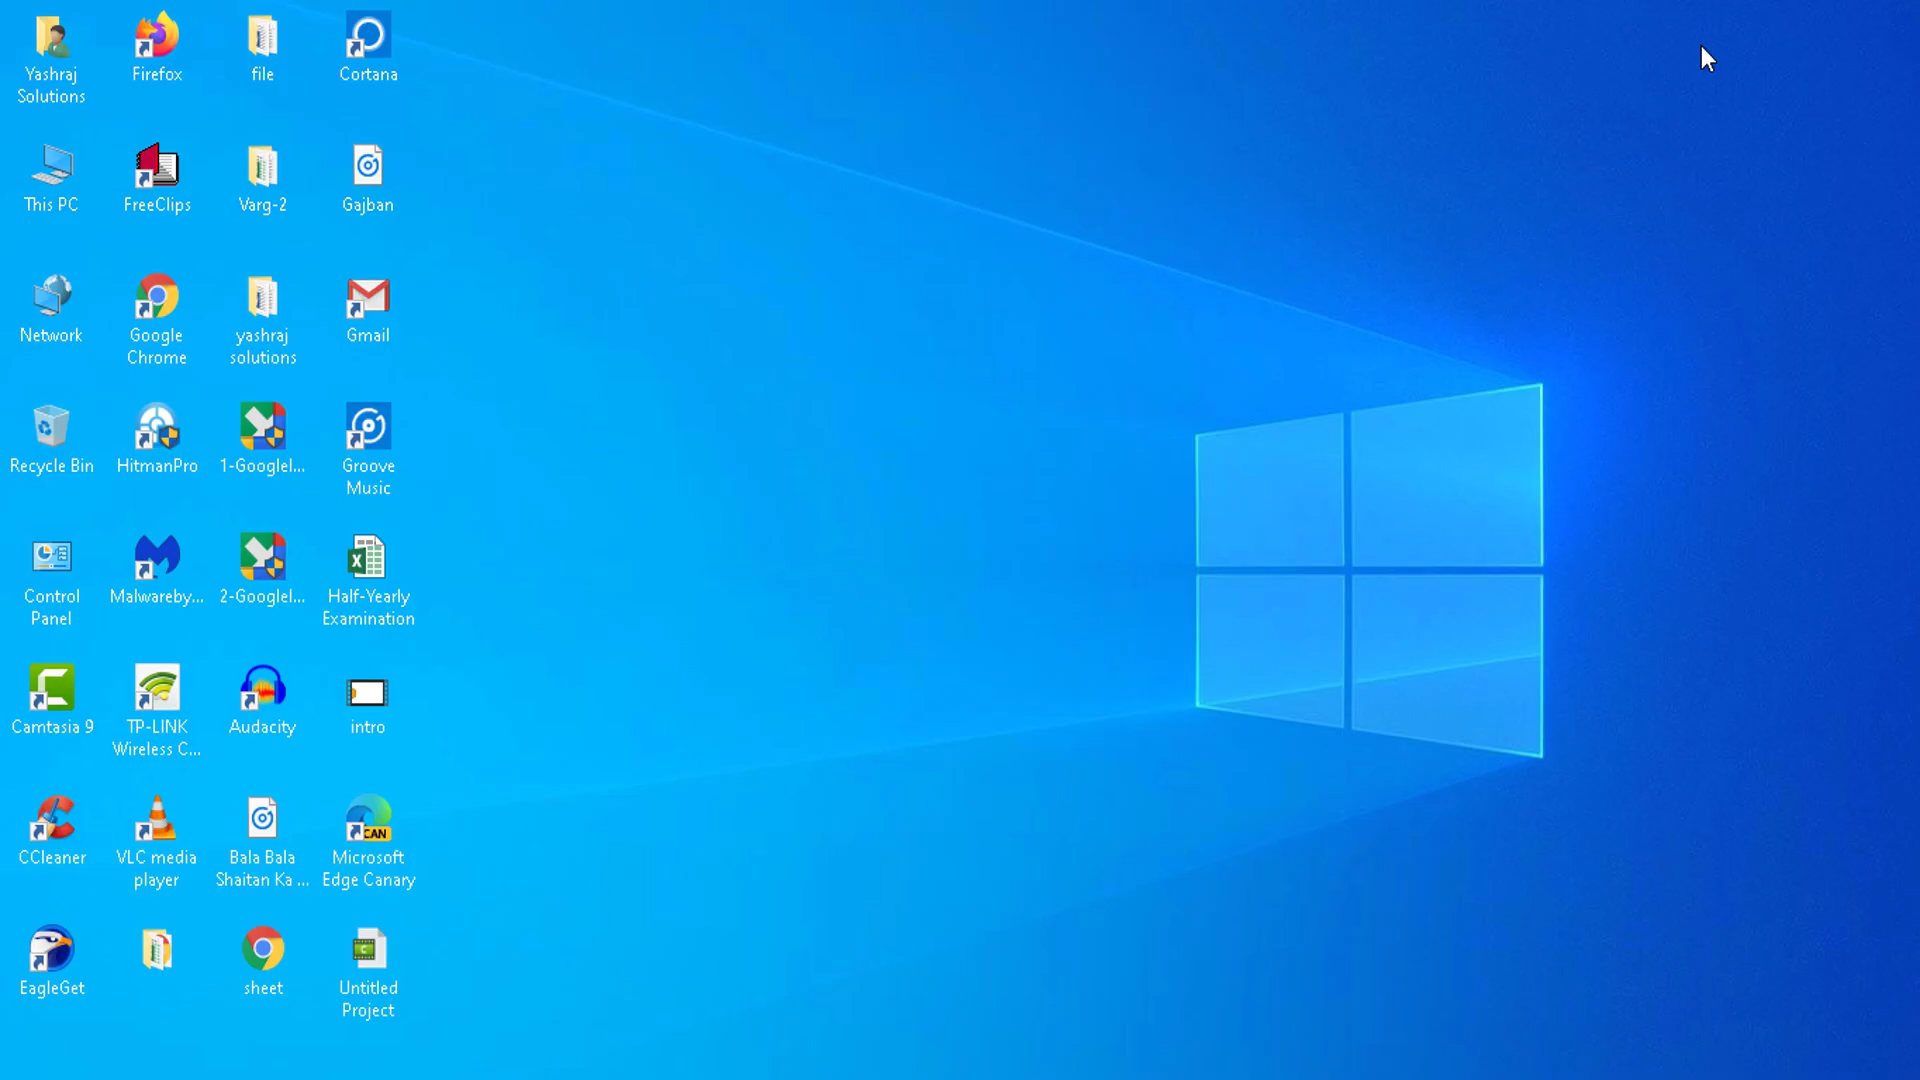 Yashraj
Solutions
Firefox
file
Cortana
This PC
FreeClips
Varg-2
Gajban
Network
Google
Chrome
yashraj
solutions
Gmail
Recycle Bin
HitmanPro
1-Googlel...
Groove
Music
Control
Panel
Malwareby...
2-Googlel...
Half-Yearly
Examination
Camtasia 9
TP-LINK
Wireless C...
Audacity
intro
CCleaner
VLC media
player
Bala Bala
Shaitan Ka ...
CAN
Microsoft
Edge Canary
EagleGet
sheet
Untitled
Project